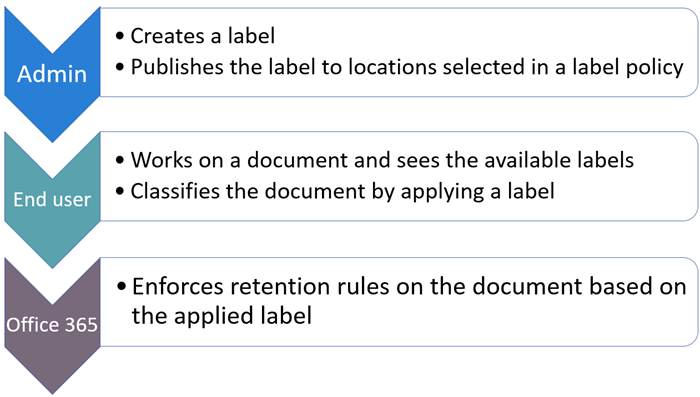 Admin
• Creates a label
• Publishes the label to locations selected in a label policy
End user
• Works on a document and sees the available labels
• Classifies the document by applying a label
Office 365
• Enforces retention rules on the document based on
the applied label